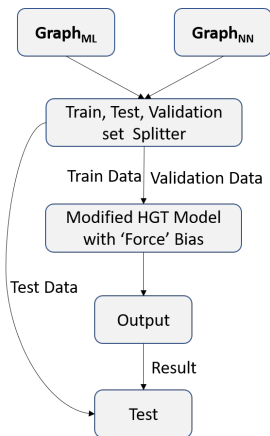 Graph_ML
Graph_NN
Train, Test, Validation
set Splitter
Train Data
Validation Data
Modified HGT Model
with ‘Force’ Bias
Test Data
Output
Result
Test